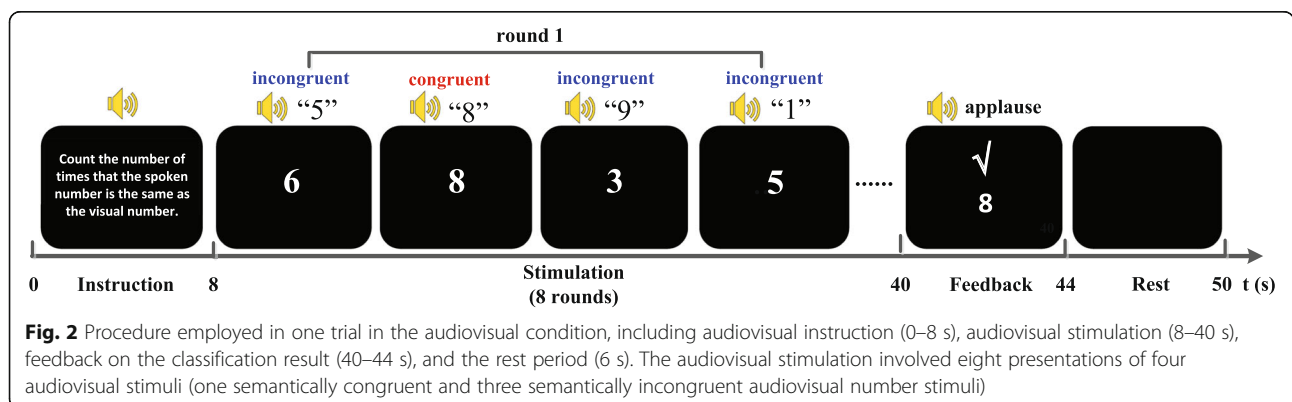 round 1
incongruent congruent incongruent incongruent
“5” “8” “9” “1” applause
Count the number of
times that the spoken
number is the same as
the visual number.
6 8 3 5 ...... √
8
0 Instruction 8 Stimulation 40 Feedback 44 Rest 50 t (s)
(8 rounds)
Fig. 2 Procedure employed in one trial in the audiovisual condition, including audiovisual instruction (0–8 s), audiovisual stimulation (8–40 s),
feedback on the classification result (40–44 s), and the rest period (6 s). The audiovisual stimulation involved eight presentations of four
audiovisual stimuli (one semantically congruent and three semantically incongruent audiovisual number stimuli)